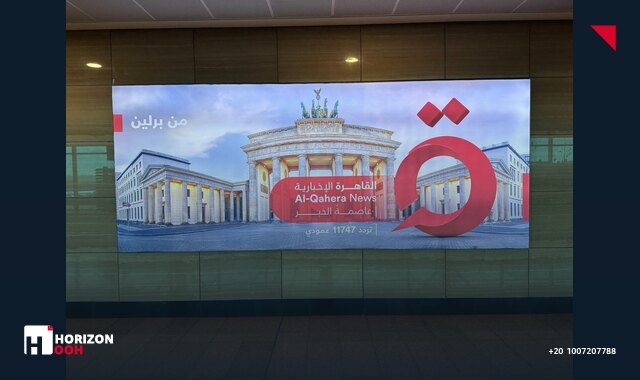 من برلين
القاهرة الإخبارية
Al-Qahera News
عاصمة الخبر
تردد 11747 عمودي
ق
HORIZON
OOH
+20 1007207788